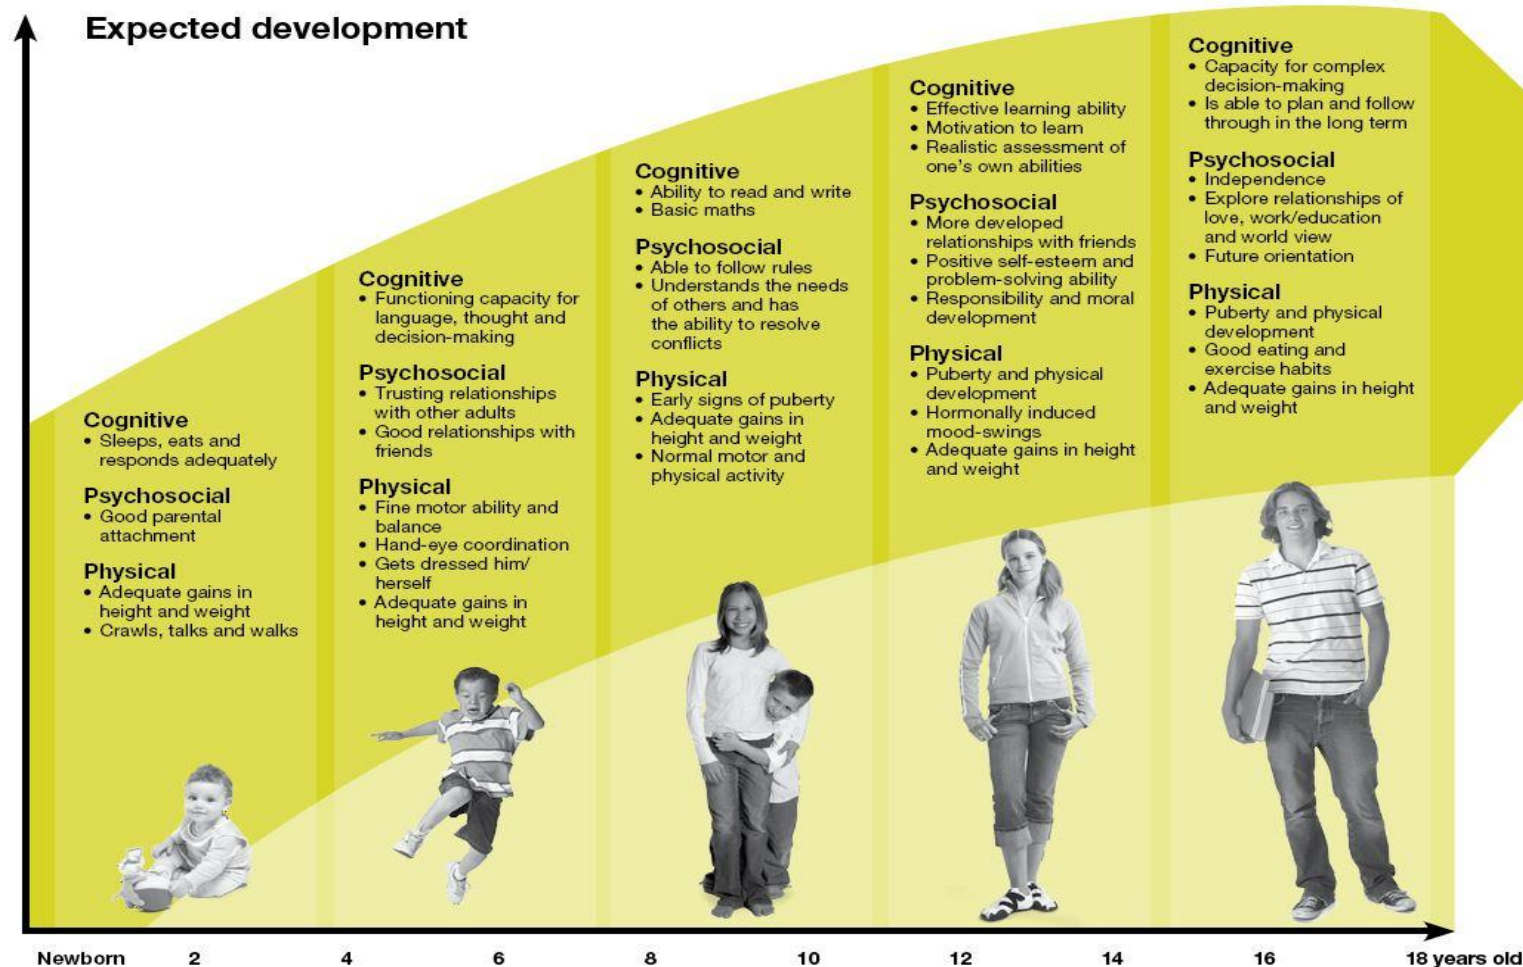 Expected development
Cognitive
• Sleeps, eats and
responds adequately
Psychosocial
• Good parental
attachment
Physical
• Adequate gains in
height and weight
• Crawls, talks and walks
Cognitive
• Functioning capacity for
language, thought and
decision-making
Psychosocial
• Trusting relationships
with other adults
• Good relationships with
friends
Physical
• Fine motor ability and
balance
• Hand-eye coordination
• Gets dressed him/
herself
• Adequate gains in
height and weight
Cognitive
• Ability to read and write
• Basic maths
Psychosocial
• Able to follow rules
• Understands the needs
of others and has
the ability to resolve
conflicts
Physical
• Early signs of puberty
• Adequate gains in
height and weight
• Normal motor and
physical activity
Cognitive
• Effective learning ability
• Motivation to learn
• Realistic assessment of
one's own abilities
Psychosocial
• More developed
relationships with friends
• Positive self-esteem and
problem-solving ability
• Responsibility and moral
development
Physical
• Puberty and physical
development
• Hormonally induced
mood-swings
• Adequate gains in height
and weight
Cognitive
• Capacity for complex
decision-making
• Is able to plan and follow
through in the long term
Psychosocial
• Independence
• Explore relationships of
love, work/education
and world view
• Future orientation
Physical
• Puberty and physical
development
• Good eating and
exercise habits
• Adequate gains in height
and weight
Newborn 2 4 6 8 10 12 14 16 18 years old